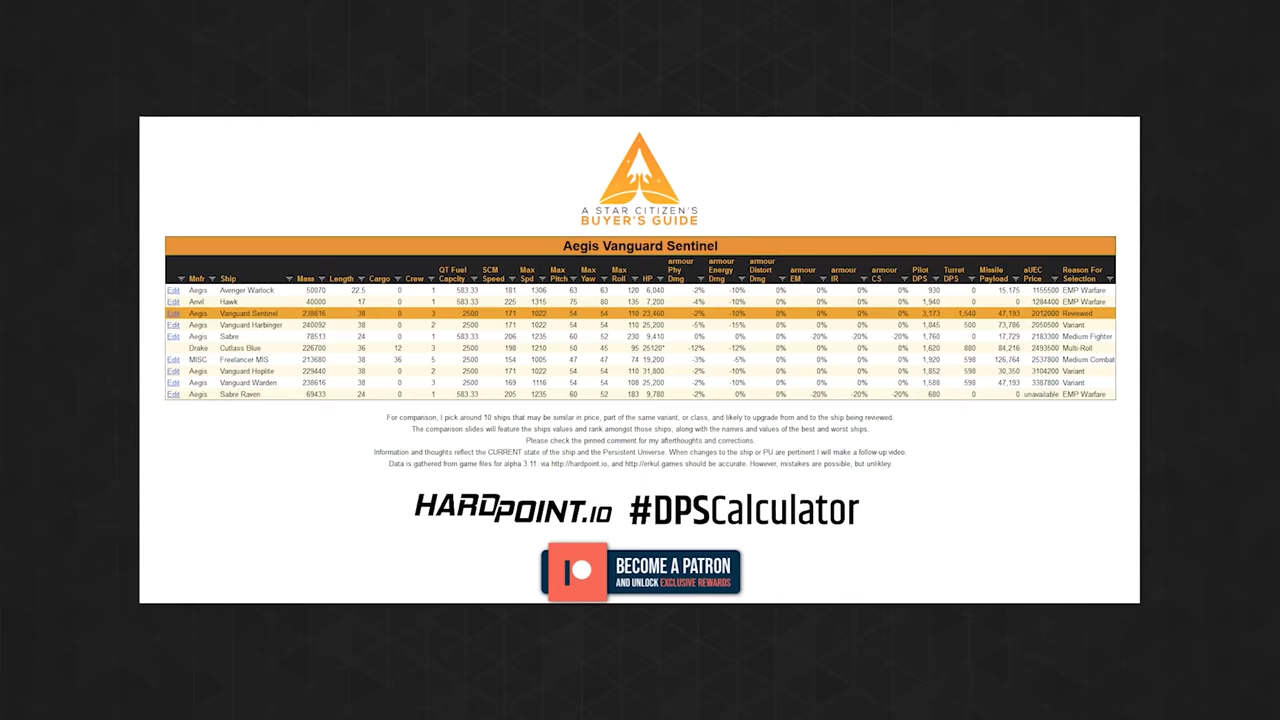 A STAR CITIZEN'S
BUYER'S GUIDE
Aegis Vanguard Sentinel
Mnfr Ship Mass Length Cargo Crew QT Fuel Capcity SCM Speed Max Spd Max Pitch Max Yaw Max Roll HP armour Phy Dmg armour Energy Dmg armour Distort Dmg armour EM armour IR armour CS Pilot DPS Turret DPS Missile Payload aUEC Price Reason For Selection
Edit Aegis Avenger Warlock 50070 22.5 0 1 583.33 181 1306 63 63 120 6,040 -2% -10% 0% 0% 0% 0% 930 0 15,175 1155500 EMP Warfare
Edit Anvl Hawk 40000 17 0 1 583.33 225 1315 75 80 135 7,200 -4% -10% 0% 0% 0% 0% 1,940 0 0 1284400 EMP Warfare
Edit Aegis Vanguard Sentinel 238616 38 0 3 2500 171 1022 54 54 110 23,460 -2% -10% 0% 0% 0% 0% 3,173 1,540 47,193 2012000 Reviewed
Edit Aegis Vanguard Harbinger 240092 38 0 2 2500 171 1022 54 54 110 25,200 -5% -15% 0% 0% 0% 0% 1,845 500 73,786 2050500 Variant
Edit Aegis Sabre 78513 24 0 1 583.33 206 1235 60 52 230 9,410 0% 0% 0% -20% -20% -20% 1,760 0 17,729 2183300 Medium Fighter
Drake Cutlass Blue 226700 36 12 3 2500 198 1210 50 45 95 25120* -12% -12% 0% 0% 0% 0% 1,620 880 84,216 2493500 Multi-Roll
Edit MISC Freelancer MIS 213680 38 36 5 2500 154 1005 47 47 74 19,200 -3% -5% 0% 0% 0% 0% 1,920 598 126,764 2537800 Medium Combat
Edit Aegis Vanguard Hoplite 229440 38 0 2 2500 171 1022 54 54 110 31,800 -2% -10% 0% 0% 0% 0% 1,852 598 30,350 3104200 Variant
Edit Aegis Vanguard Warden 238616 38 0 3 2500 169 1116 54 54 108 25,200 -2% -10% 0% 0% 0% 0% 1,588 598 47,193 3387800 Variant
Edit Aegis Sabre Raven 69433 24 0 1 583.33 205 1235 60 52 183 9,780 -2% 0% 0% -20% -20% -20% 680 0 0 unavailable EMP Warfare
For comparison, I pick around 10 ships that may be similar in price, part of the same variant, or class, and likely to upgrade from and to the ship being reviewed.
The comparison slides will feature the ships values and rank amongst those ships, along with the names and values of the best and worst ships.
Please check the pinned comment for my afterthoughts and corrections.
Information and thoughts reflect the CURRENT state of the ship and the Persistent Universe. When changes to the ship or PU are pertinent I will make a follow-up video.
Data is gathered from game files for alpha 3.11. via http://hardpoint.io, and http://erkul.games should be accurate. However, mistakes are possible, but unlikley.
HARDPOINT.IO #DPSCalculator
BECOME A PATRON
AND UNLOCK EXCLUSIVE REWARDS